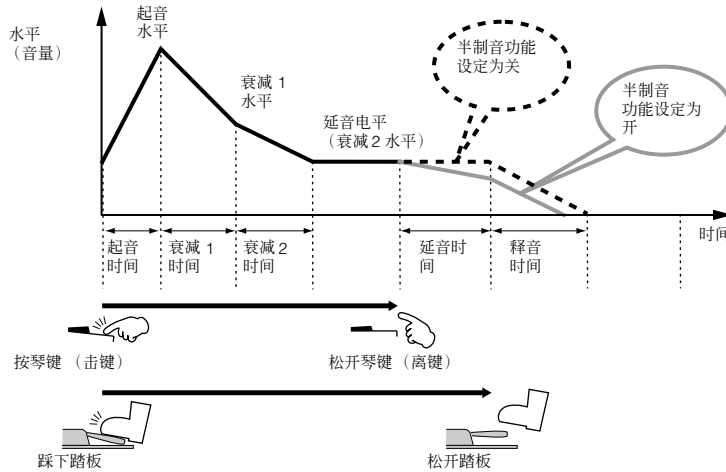 水平
（音量）
起音
水平
衰减 1
水平
延音电平
（衰减 2 水平）
半制音功能
设定为关
半制音
功能设定为
开
时间
起音
时间
衰减 1
时间
衰减 2
时间
延音时
间
释音
时间
按琴键 （击键）
松开琴键（离键）
踩下踏板
松开踏板